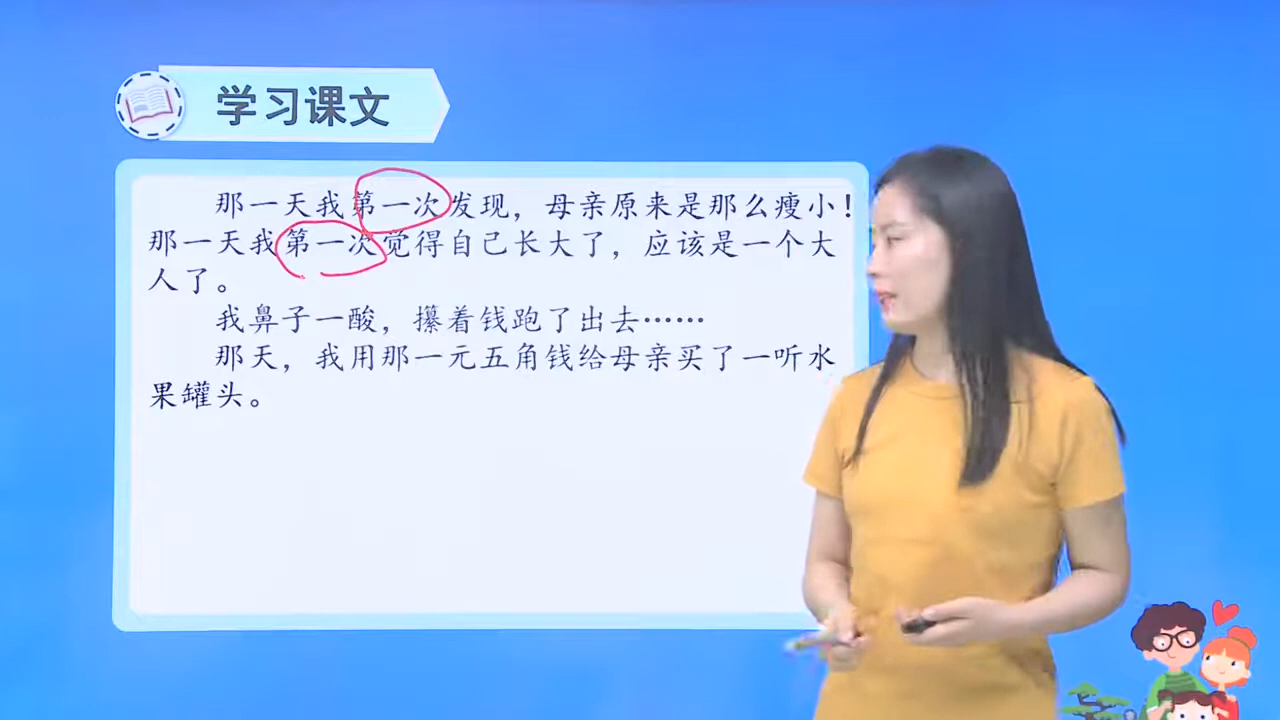 学习课文
那一天我第一次发现，母亲原来是那么瘦小！
那一天我第一次觉得自己长大了，应该是一个大
人了。
我鼻子一酸，攥着钱跑了出去……
那天，我用那一元五角钱给母亲买了一听水
果罐头。